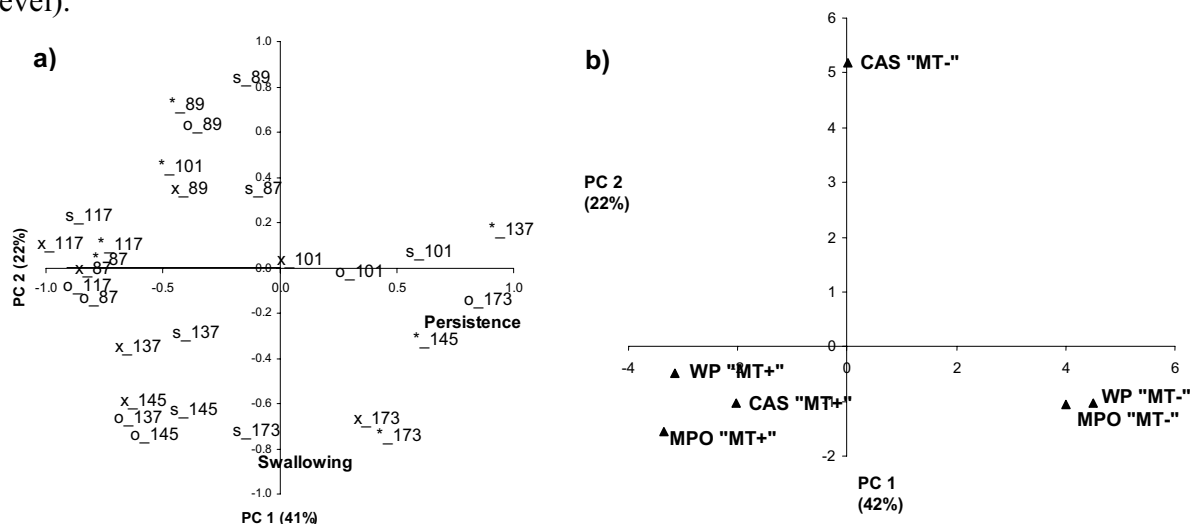 evel).
a)
1.0
s_89
0.8
*_89
o_89
0.6
*_101
0.4
x_89
s_87
s_117
0.2
*_137
x_117
*_117
s_101
*_87
x_101
x_87
0.0
o_101
-1.0
o_117
-0.5
0.0
0.5
1.0
o_87
o_173
-0.2
Persistence
s_137
*_145
x_137
-0.4
x_145
-0.6
s_145
o_137
x_173
o_145
s_173
*_173
-0.8
Swallowing
-1.0
PC 2 (22%)
PC 1 (41%)
b)
6
CAS "MT-"
5
4
PC 2
(22%)
3
2
1
0
-4
-2
0
2
4
6
WP "MT+"
CAS "MT+"
-1
WP "MT-"
MPO "MT-"
MPO "MT+"
-2
PC 1
(42%)